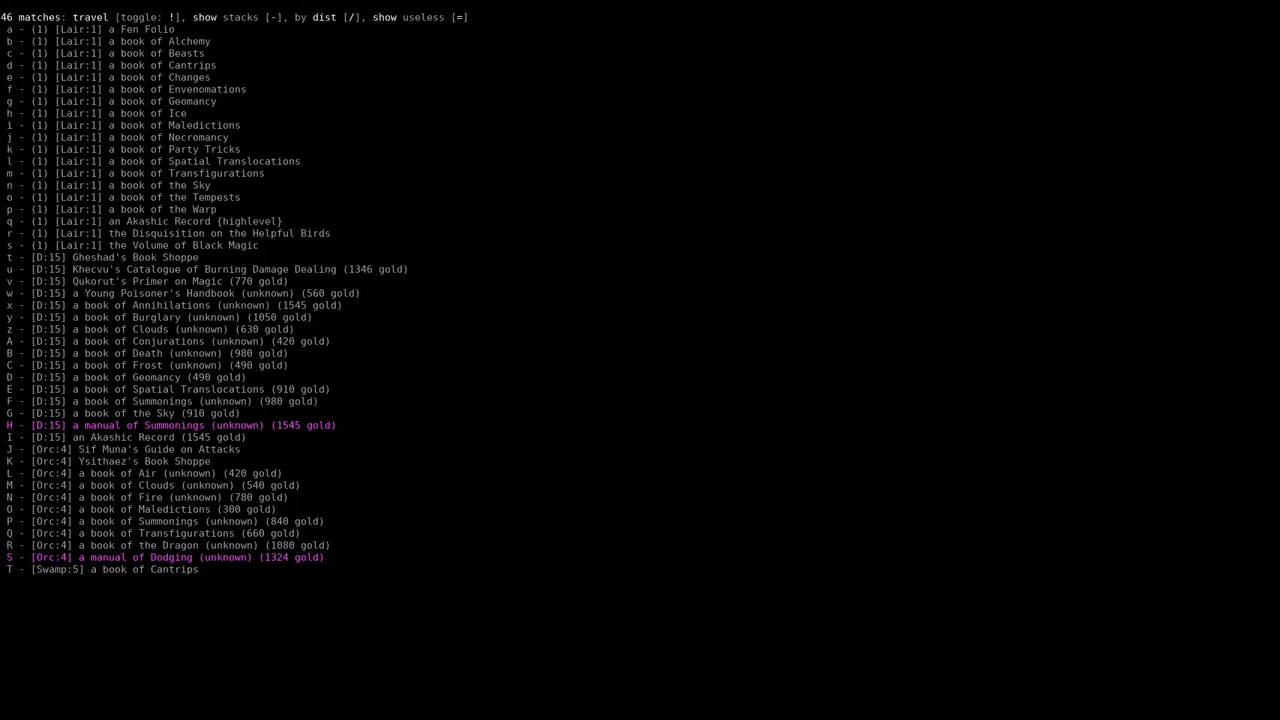 46 matches: travel [toggle: !], show stacks [-], by dist [/], show useless [=]
a - (1) [Lair:1] a Fen Folio
b - (1) [Lair:1] a book of Alchemy
c - (1) [Lair:1] a book of Beasts
d - (1) [Lair:1] a book of Cantrips
e - (1) [Lair:1] a book of Changes
f - (1) [Lair:1] a book of Envenomations
g - (1) [Lair:1] a book of Geomancy
h - (1) [Lair:1] a book of Ice
i - (1) [Lair:1] a book of Maledictions
j - (1) [Lair:1] a book of Necromancy
k - (1) [Lair:1] a book of Party Tricks
l - (1) [Lair:1] a book of Spatial Translocations
m - (1) [Lair:1] a book of Transfigurations
n - (1) [Lair:1] a book of the Sky
o - (1) [Lair:1] a book of the Tempests
p - (1) [Lair:1] a book of the Warp
q - (1) [Lair:1] an Akashic Record {highlevel}
r - (1) [Lair:1] the Disquisition on the Helpful Birds
s - (1) [Lair:1] the Volume of Black Magic
t - [D:15] Gheshad's Book Shoppe
u - [D:15] Khecvu's Catalogue of Burning Damage Dealing (1346 gold)
v - [D:15] Qukorut's Primer on Magic (770 gold)
w - [D:15] a Young Poisoner's Handbook (unknown) (560 gold)
x - [D:15] a book of Annihilations (unknown) (1545 gold)
y - [D:15] a book of Burglary (unknown) (1050 gold)
z - [D:15] a book of Clouds (unknown) (630 gold)
A - [D:15] a book of Conjurations (unknown) (420 gold)
B - [D:15] a book of Death (unknown) (980 gold)
C - [D:15] a book of Frost (unknown) (490 gold)
D - [D:15] a book of Geomancy (490 gold)
E - [D:15] a book of Spatial Translocations (910 gold)
F - [D:15] a book of Summonings (unknown) (980 gold)
G - [D:15] a book of the Sky (910 gold)
H - [D:15] a manual of Summonings (unknown) (1545 gold)
I - [D:15] an Akashic Record (1545 gold)
J - [Orc:4] Sif Muna's Guide on Attacks
K - [Orc:4] Ysithaez's Book Shoppe
L - [Orc:4] a book of Air (unknown) (420 gold)
M - [Orc:4] a book of Clouds (unknown) (540 gold)
N - [Orc:4] a book of Fire (unknown) (780 gold)
O - [Orc:4] a book of Maledictions (300 gold)
P - [Orc:4] a book of Summonings (unknown) (840 gold)
Q - [Orc:4] a book of Transfigurations (660 gold)
R - [Orc:4] a book of the Dragon (unknown) (1080 gold)
S - [Orc:4] a manual of Dodging (unknown) (1324 gold)
T - [Swamp:5] a book of Cantrips